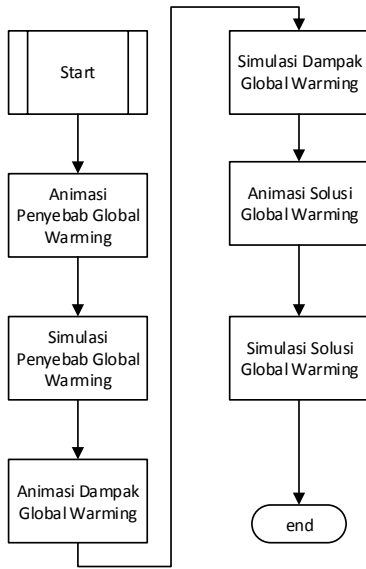 Start
Animasi
Penyebab Global
Warming
Simulasi
Penyebab Global
Warming
Animasi Dampak
Global Warming
Simulasi Dampak
Global Warming
Animasi Solusi
Global Warming
Simulasi Solusi
Global Warming
end